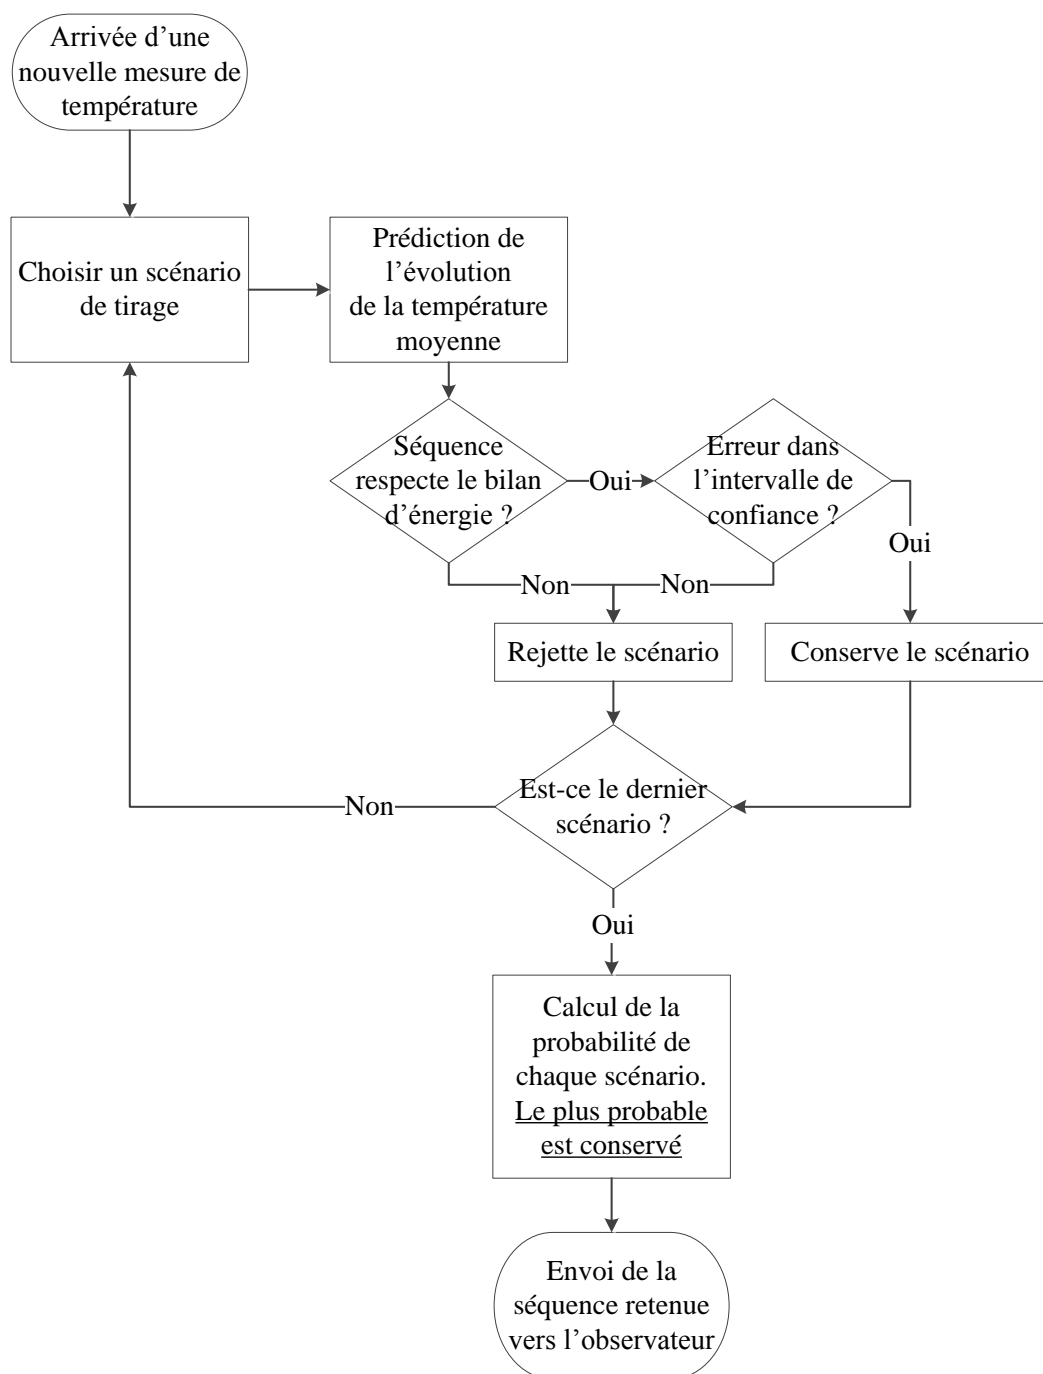 Arrivée d’une
nouvelle mesure de
température
Choisir un scénario
de tirage
Prédiction de
l’évolution
de la température
moyenne
Séquence
respecte le bilan
d’énergie ?
Oui
Erreur dans
l’intervalle de
confiance ?
Oui
Non
Non
Rejette le scénario
Conserve le scénario
Est-ce le dernier
scénario ?
Non
Oui
Calcul de la
probabilité de
chaque scénario.
Le plus probable
est conservé
Envoi de la
séquence retenue
vers l’observateur